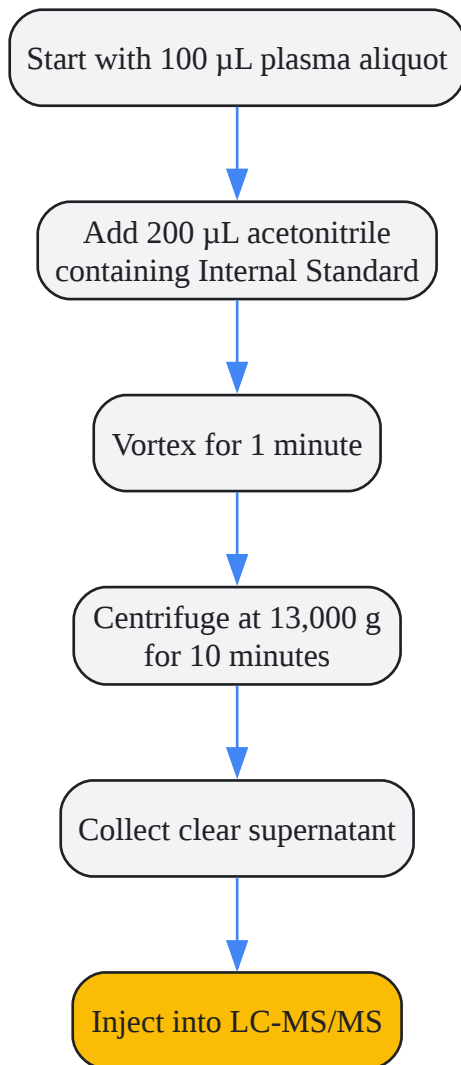 Start with 100 µL plasma aliquot
Add 200 µL acetonitrile
containing Internal Standard
Vortex for 1 minute
Centrifuge at 13,000 g
for 10 minutes
Collect clear supernatant
Inject into LC-MS/MS